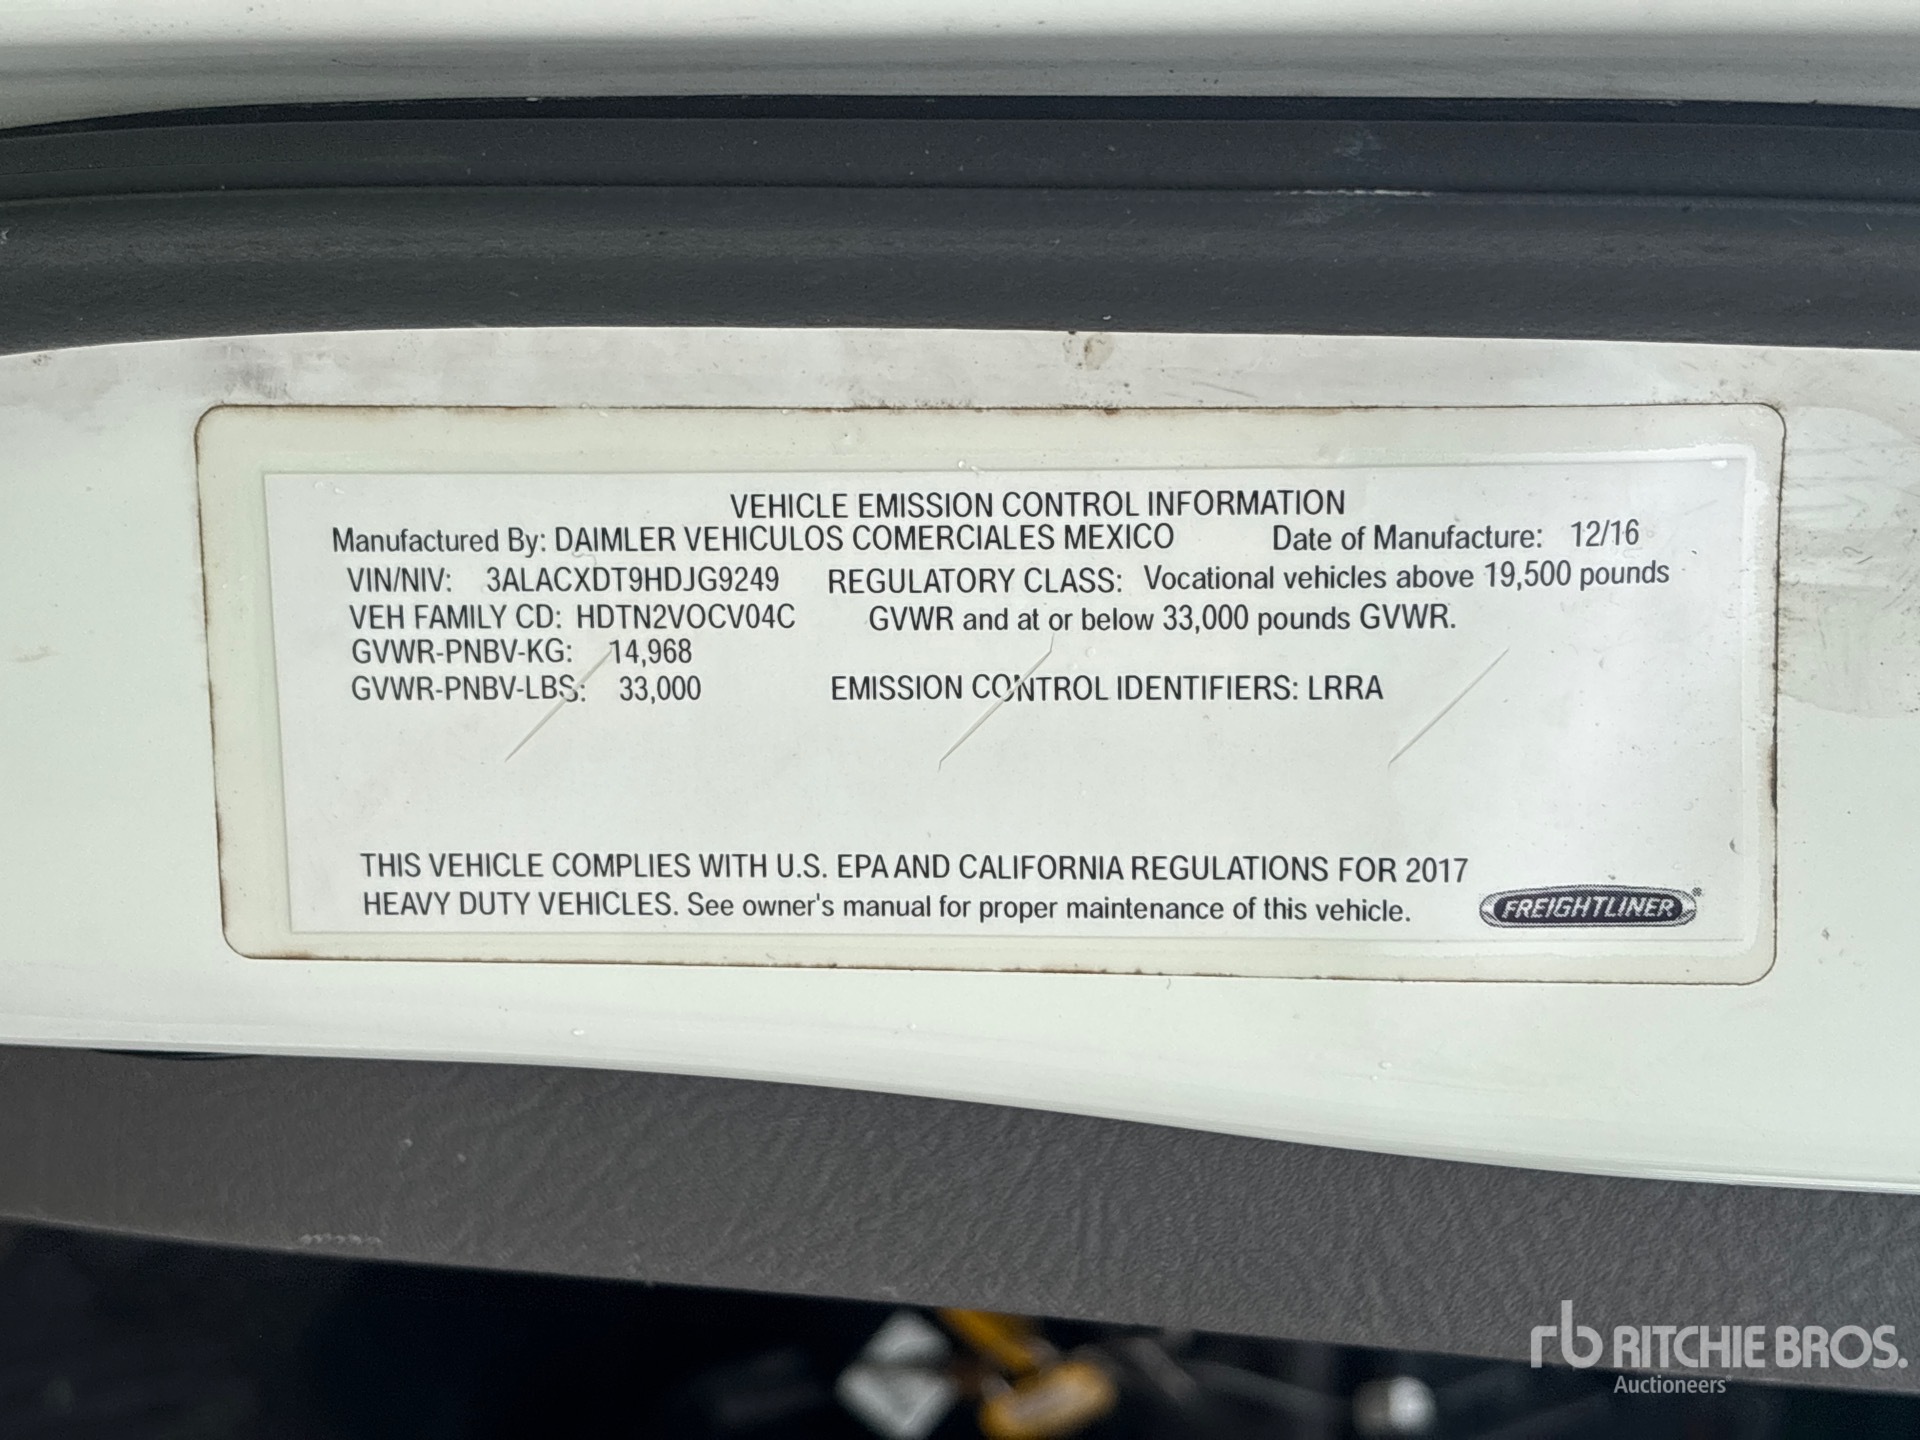 VEHICLE EMISSION CONTROL INFORMATION
Manufactured By: DAIMLER VEHICULOS COMERCIALES MEXICO Date of Manufacture: 12/16
VIN/NIV: 3ALACXDT9HDJG9249 REGULATORY CLASS: Vocational vehicles above 19,500 pounds
VEH FAMILY CD: HDTN2VOCV04C GVWR and at or below 33,000 pounds GVWR.
GVWR-PNBV-KG: 14,968
GVWR-PNBV-LBS: 33,000 EMISSION CONTROL IDENTIFIERS: LRRA
THIS VEHICLE COMPLIES WITH U.S. EPA AND CALIFORNIA REGULATIONS FOR 2017
HEAVY DUTY VEHICLES. See owner's manual for proper maintenance of this vehicle.
FREIGHTLINER®
rb RITCHIE BROS.
Auctioneers